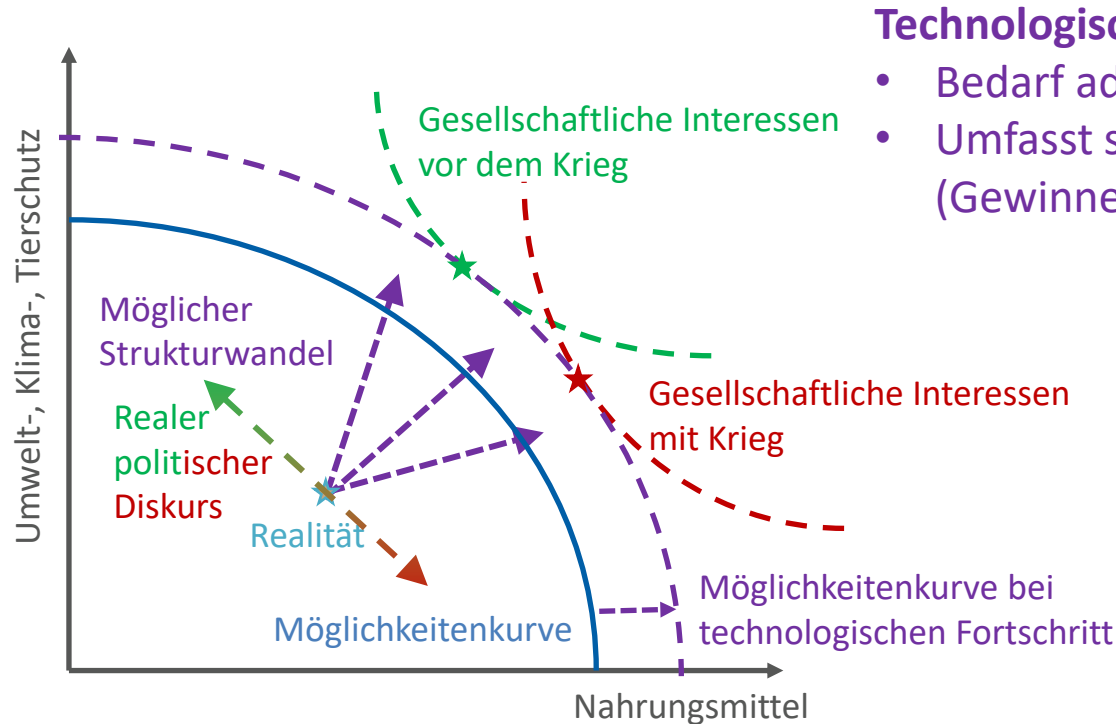 Technologisc
• Bedarf ad
• Umfasst s
(Gewinne
Umwelt-, Klima-, Tierschutz
Gesellschaftliche Interessen
vor dem Krieg
Möglicher
Strukturwandel
Realer
politischer
Diskurs
Realität
Gesellschaftliche Interessen
mit Krieg
Möglichkeitenkurve
Möglichkeitenkurve bei
technologischen Fortschritt
Nahrungsmittel